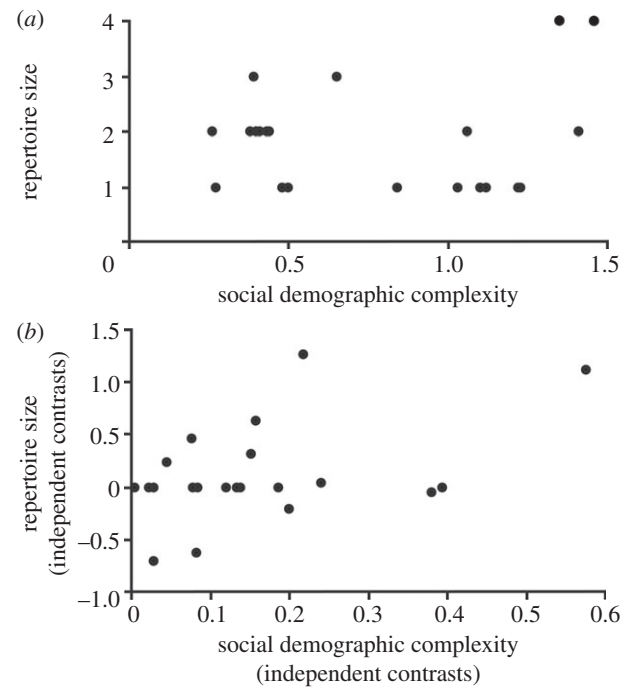 (a)
repertoire size
4
3
2
1
0
0.5
1.0
1.5
social demographic complexity
(b)
repertoire size
(independent contrasts)
1.5
1.0
0.5
0
–0.5
–1.0
0
0.1
0.2
0.3
0.4
0.5
0.6
social demographic complexity
(independent contrasts)